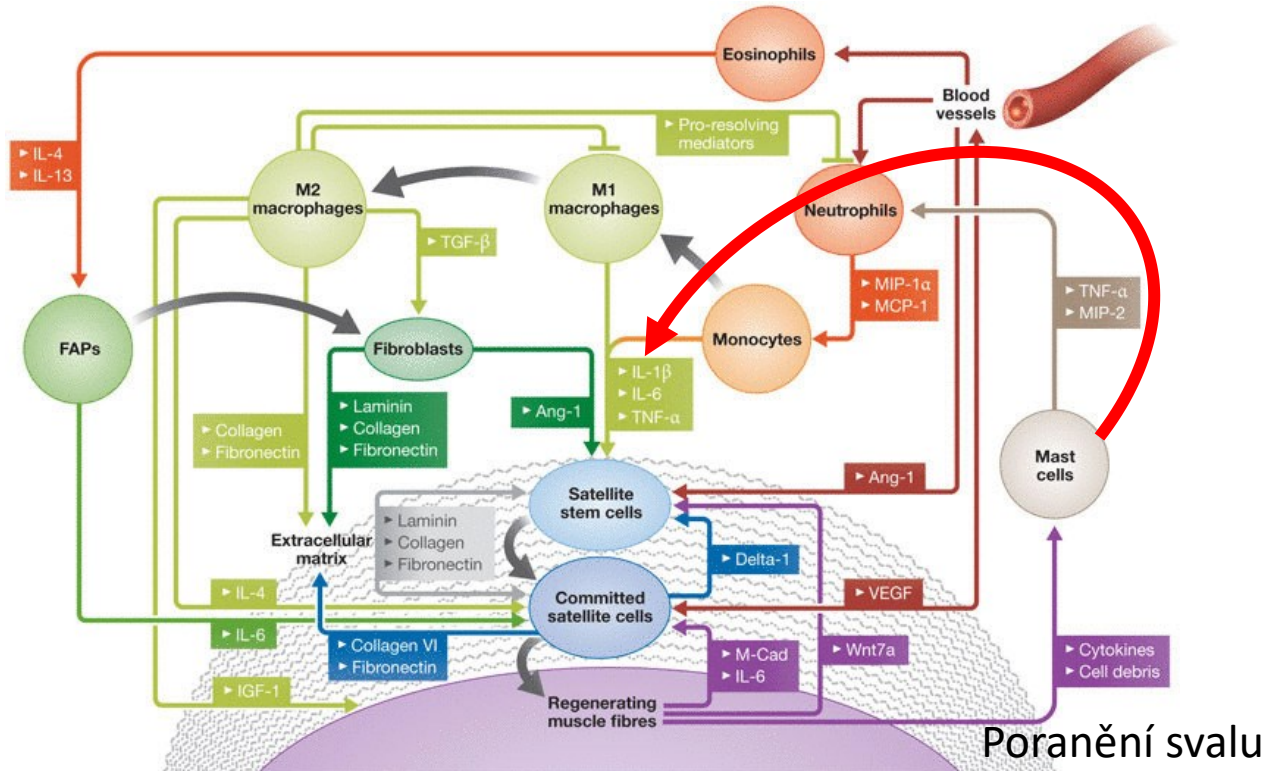 Eosinophils
Blood
vessels
► Pro-resolving
mediators
► IL-4
► IL-13
M2
macrophages
M1
macrophages
Neutrophils
► TGF-β
► MIP-1α
► MCP-1
► TNF-α
► MIP-2
FAPs
Fibroblasts
Monocytes
► IL-1β
► IL-6
► TNF-α
► Laminin
► Collagen
► Fibronectin
► Ang-1
► Collagen
► Fibronectin
Mast
cells
► Ang-1
Satellite
stem cells
► Laminin
► Collagen
► Fibronectin
Extracellular
matrix
► Delta-1
► IL-4
Committed
satellite cells
► VEGF
► IL-6
► Collagen VI
► Fibronectin
► M-Cad
► IL-6
► Wnt7a
► Cytokines
► Cell debris
► IGF-1
Regenerating
muscle fibres
Poranění svalu